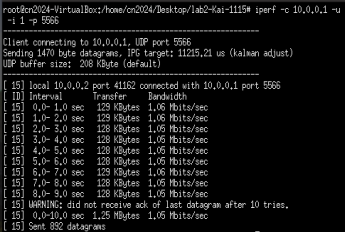 root@cn2024-VirtualBox:/home/cn2024/Desktop/lab2-Kai-1115# iperf -c 10.0.0.1 -u
-i 1 -p 5566
------------------------------------------------------------
Client connecting to 10.0.0.1, UDP port 5566
Sending 1470 byte datagrams, IPG target: 11215.21 us (kalman adjust)
UDP buffer size:  208 KByte (default)
------------------------------------------------------------
[ 15] local 10.0.0.2 port 41162 connected with 10.0.0.1 port 5566
[ ID] Interval       Transfer     Bandwidth
[ 15]  0.0- 1.0 sec   129 KBytes  1.06 Mbits/sec
[ 15]  1.0- 2.0 sec   129 KBytes  1.06 Mbits/sec
[ 15]  2.0- 3.0 sec   128 KBytes  1.05 Mbits/sec
[ 15]  3.0- 4.0 sec   128 KBytes  1.05 Mbits/sec
[ 15]  4.0- 5.0 sec   128 KBytes  1.05 Mbits/sec
[ 15]  5.0- 6.0 sec   128 KBytes  1.05 Mbits/sec
[ 15]  6.0- 7.0 sec   129 KBytes  1.06 Mbits/sec
[ 15]  7.0- 8.0 sec   128 KBytes  1.05 Mbits/sec
[ 15]  8.0- 9.0 sec   128 KBytes  1.05 Mbits/sec
[ 15] WARNING: did not receive ack of last datagram after 10 tries.
[ 15]  0.0-10.0 sec  1.25 MBytes  1.05 Mbits/sec
[ 15] Sent 892 datagrams